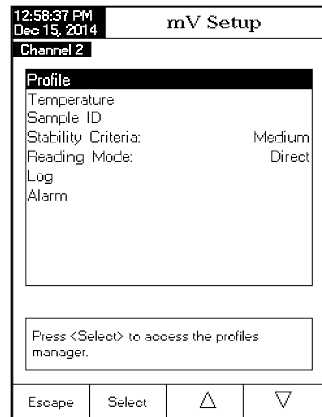 12:58:37 PM
Dec 15, 2014
mV Setup
Channel 2
Profile
Temperature
Sample ID
Stability Criteria: Medium
Reading Mode: Direct
Log
Alarm
Press <Select> to access the profiles
manager.
Escape Select